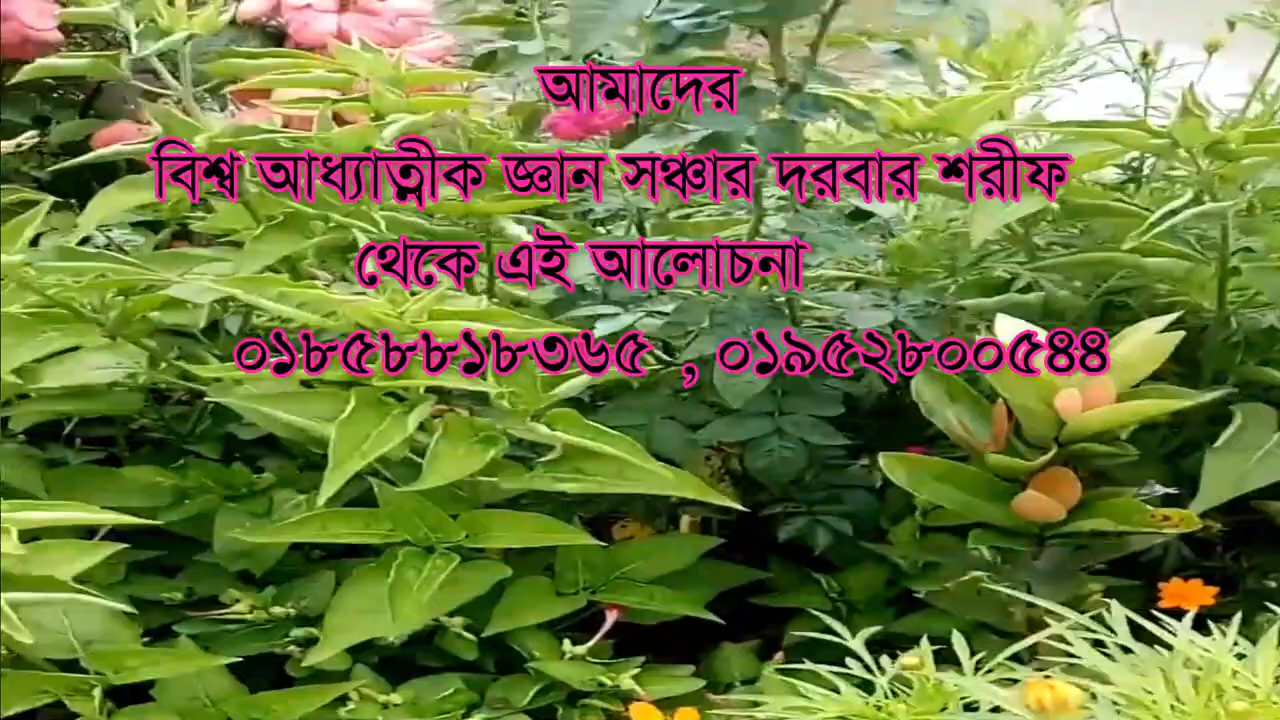 আমাদের
বিশ্ব আধ্যাত্নীক জ্ঞান সঞ্চার দরবার শরীফ
থেকে এই আলোচনা
০১৮৫৮৮১৮৩৬৫ , ০১৯৫২৮০০৫৪৪